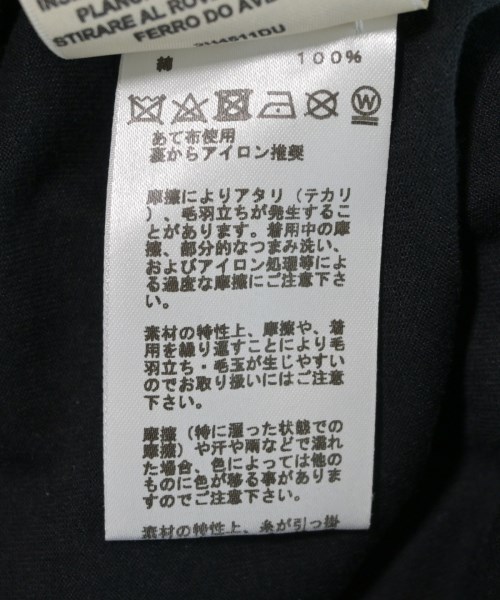 PLANCH
STIRARE AL ROV
FERRO DO AVE
綿 100%
W
あて布使用
裏からアイロン推奨
摩擦によりアタリ（テカリ
）、毛羽立ちが発生するこ
とがあります。着用中の摩
擦、部分的なつまみ洗い、
およびアイロン処理等によ
る過度な摩擦にご注意下さ
い。
素材の特性上、摩擦や、着
用を繰り返すことにより毛
羽立ち・毛玉が生じやすい
のでお取り扱いにはご注意
下さい。
摩擦（特に湿った状態での
摩擦）や汗や雨などで濡れ
た場合、色によっては他の
ものに色が移る事がありま
すのでご注意下さい。
素材の特性上、糸が引っ掛